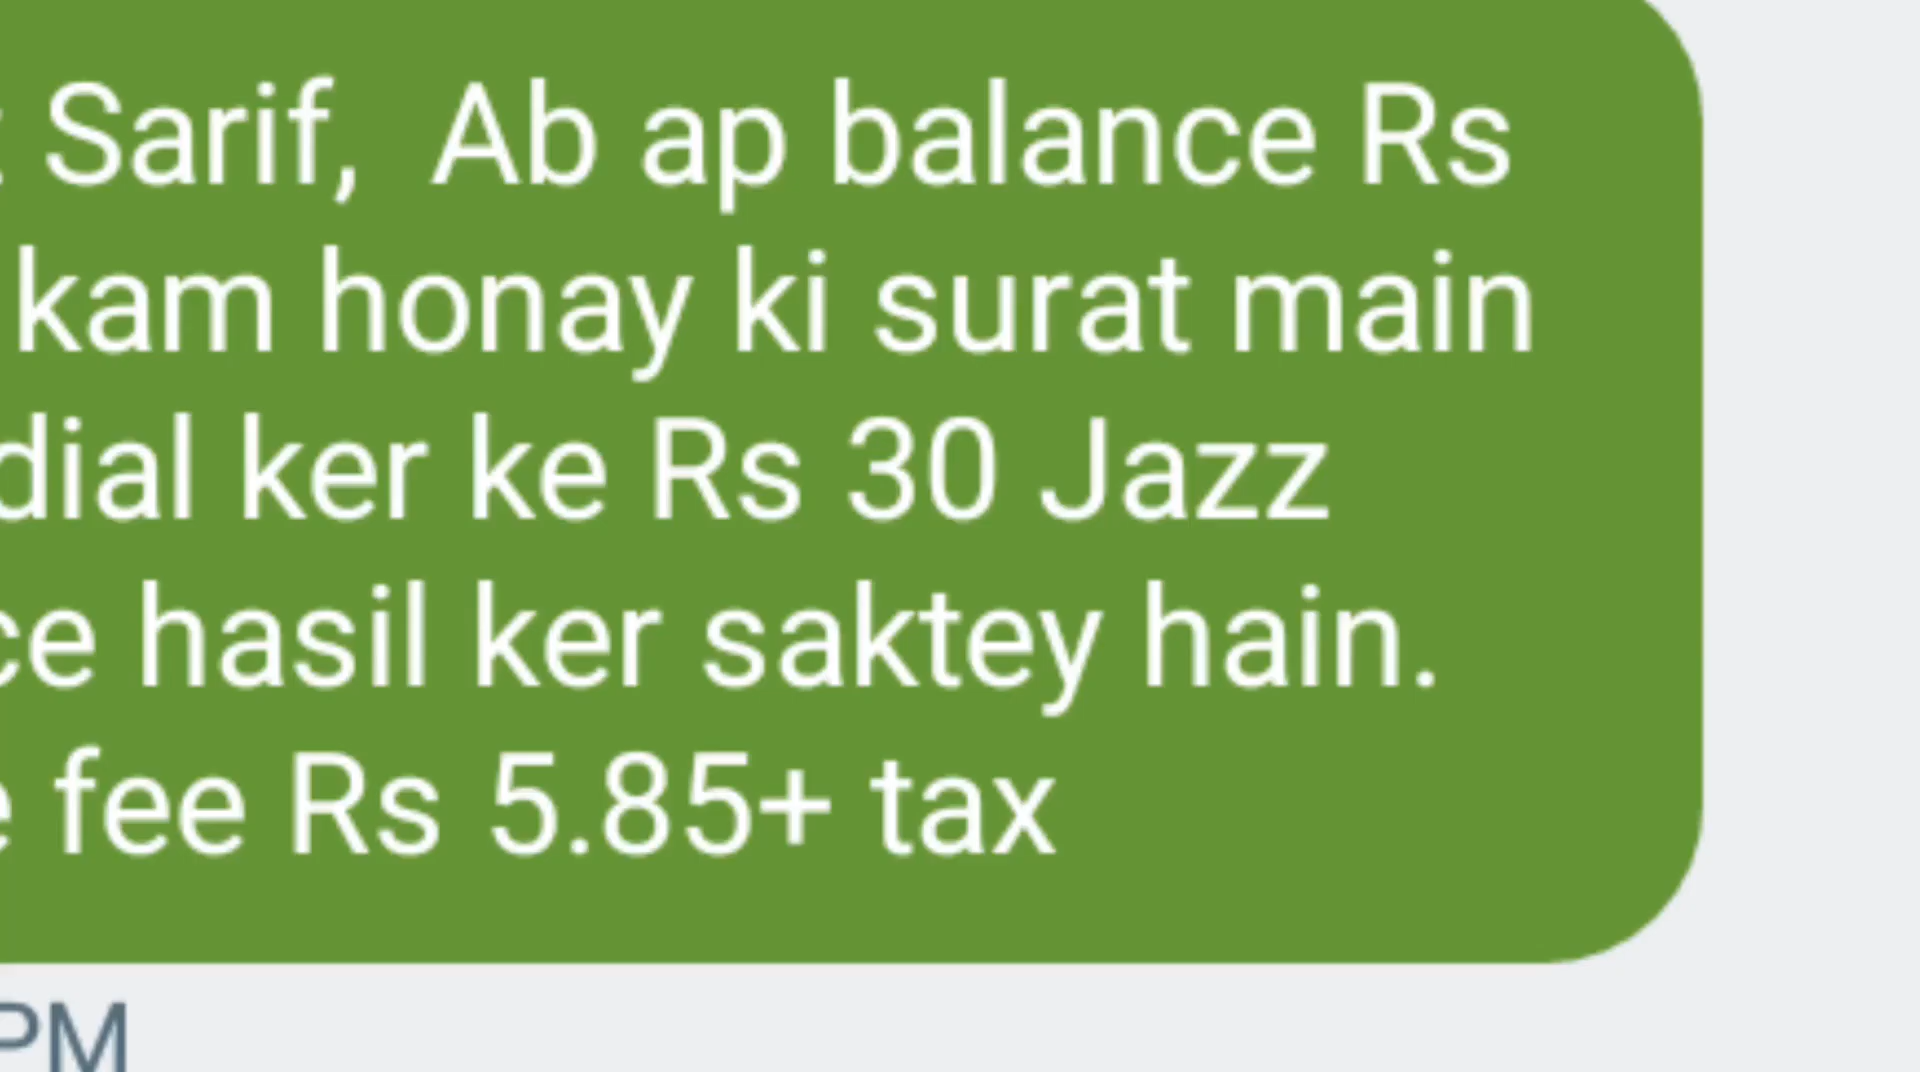 Sarif, Ab ap balance Rs
kam honay ki surat main
dial ker ke Rs 30 Jazz
hasil ker saktey hain.
fee Rs 5.85+ tax
PM